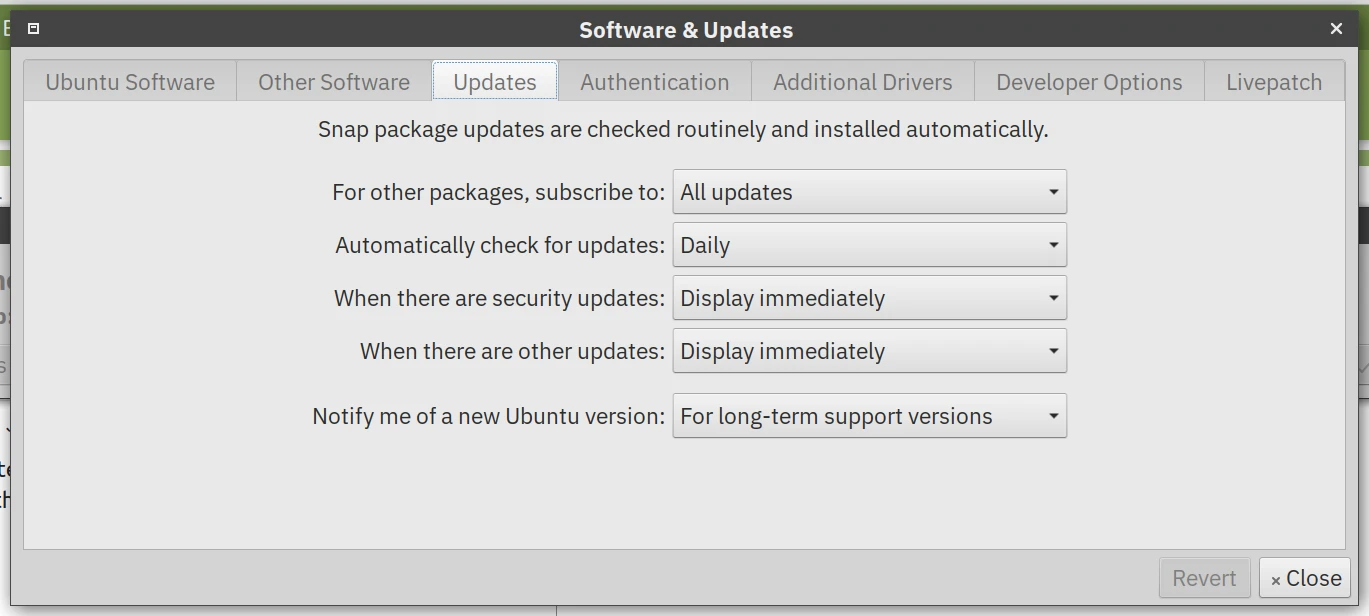 Software & Updates
Ubuntu Software Other Software Updates Authentication Additional Drivers Developer Options Livepatch
Snap package updates are checked routinely and installed automatically.
For other packages, subscribe to: All updates
Automatically check for updates: Daily
When there are security updates: Display immediately
When there are other updates: Display immediately
Notify me of a new Ubuntu version: For long-term support versions
Revert Close